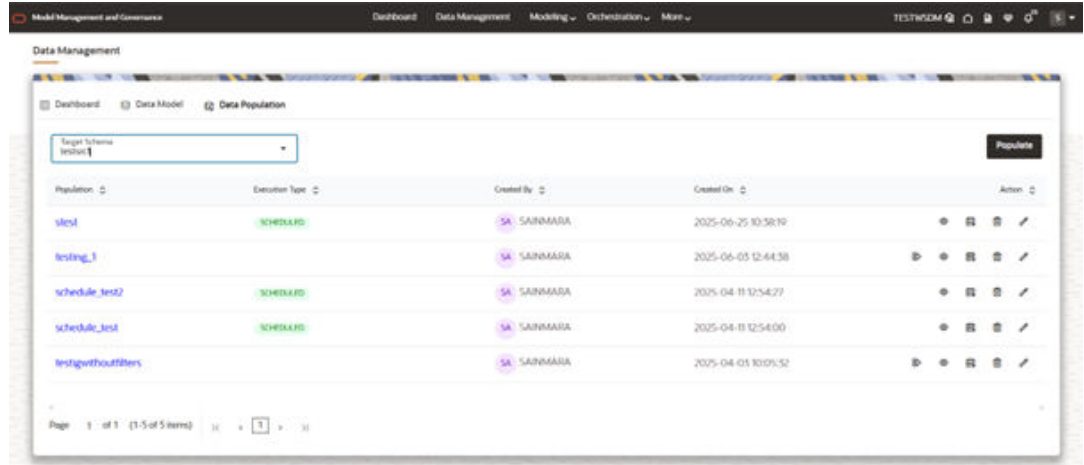 Model Management and Governance Dashboard Data Management Modeling Orchestration More TESTWSDM S
Data Management
Dashboard Data Model Data Population
Target Schema
Populate
Population Execution Type Created By Created On Action
stest SCHEDULED SA SAINMARA 2025-06-25 10:38:19
testing_1 SA SAINMARA 2025-06-03 12:44:38
schedule_test2 SCHEDULED SA SAINMARA 2025-04-11 12:54:27
schedule_test SCHEDULED SA SAINMARA 2025-04-11 12:54:00
SA SAINMARA 2025-04-03 10:05:32
Page 1 of 1 (1-5 of 5 items) 1